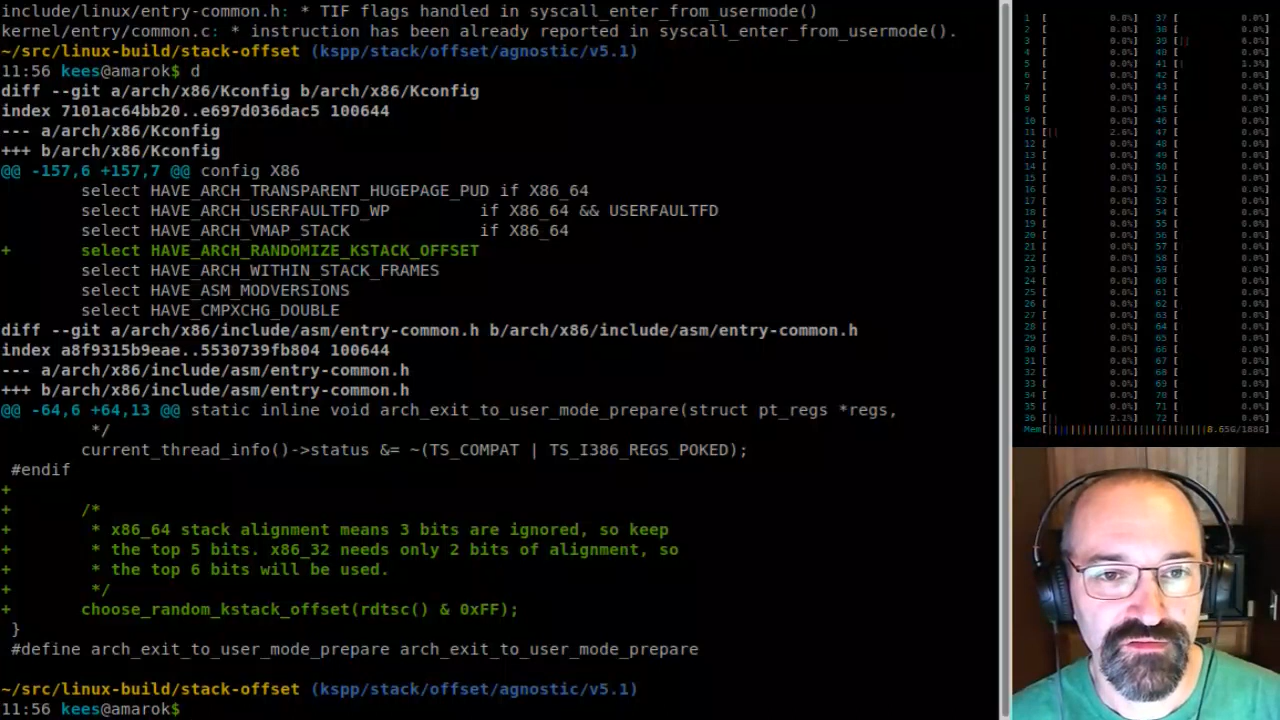 include/linux/entry-common.h: * TIF flags handled in syscall_enter_from_usermode()
kernel/entry/common.c: * instruction has been already reported in syscall_enter_from_usermode().
~/src/linux-build/stack-offset (kspp/stack/offset/agnostic/v5.1)
11:56 kees@amarok$ d
diff --git a/arch/x86/Kconfig b/arch/x86/Kconfig
index 7101ac64bb20..e697d036dac5 100644
--- a/arch/x86/Kconfig
+++ b/arch/x86/Kconfig
@@ -157,6 +157,7 @@ config X86
select HAVE_ARCH_TRANSPARENT_HUGEPAGE_PUD if X86_64
select HAVE_ARCH_USERFAULTFD_WP if X86_64 && USERFAULTFD
select HAVE_ARCH_VMAP_STACK if X86_64
+ select HAVE_ARCH_RANDOMIZE_KSTACK_OFFSET
select HAVE_ARCH_WITHIN_STACK_FRAMES
select HAVE_ASM_MODVERSIONS
select HAVE_CMPXCHG_DOUBLE
diff --git a/arch/x86/include/asm/entry-common.h b/arch/x86/include/asm/entry-common.h
index a8f9315b9eae..5530739fb804 100644
--- a/arch/x86/include/asm/entry-common.h
+++ b/arch/x86/include/asm/entry-common.h
@@ -64,6 +64,13 @@ static inline void arch_exit_to_user_mode_prepare(struct pt_regs *regs,
*/
current_thread_info()->status &= ~(TS_COMPAT | TS_I386_REGS_POKED);
#endif
+
+ /*
+ * x86_64 stack alignment means 3 bits are ignored, so keep
+ * the top 5 bits. x86_32 needs only 2 bits of alignment, so
+ * the top 6 bits will be used.
+ */
+ choose_random_kstack_offset(rdtsc() & 0xFF);
}
#define arch_exit_to_user_mode_prepare arch_exit_to_user_mode_prepare
~/src/linux-build/stack-offset (kspp/stack/offset/agnostic/v5.1)
11:56 kees@amarok$